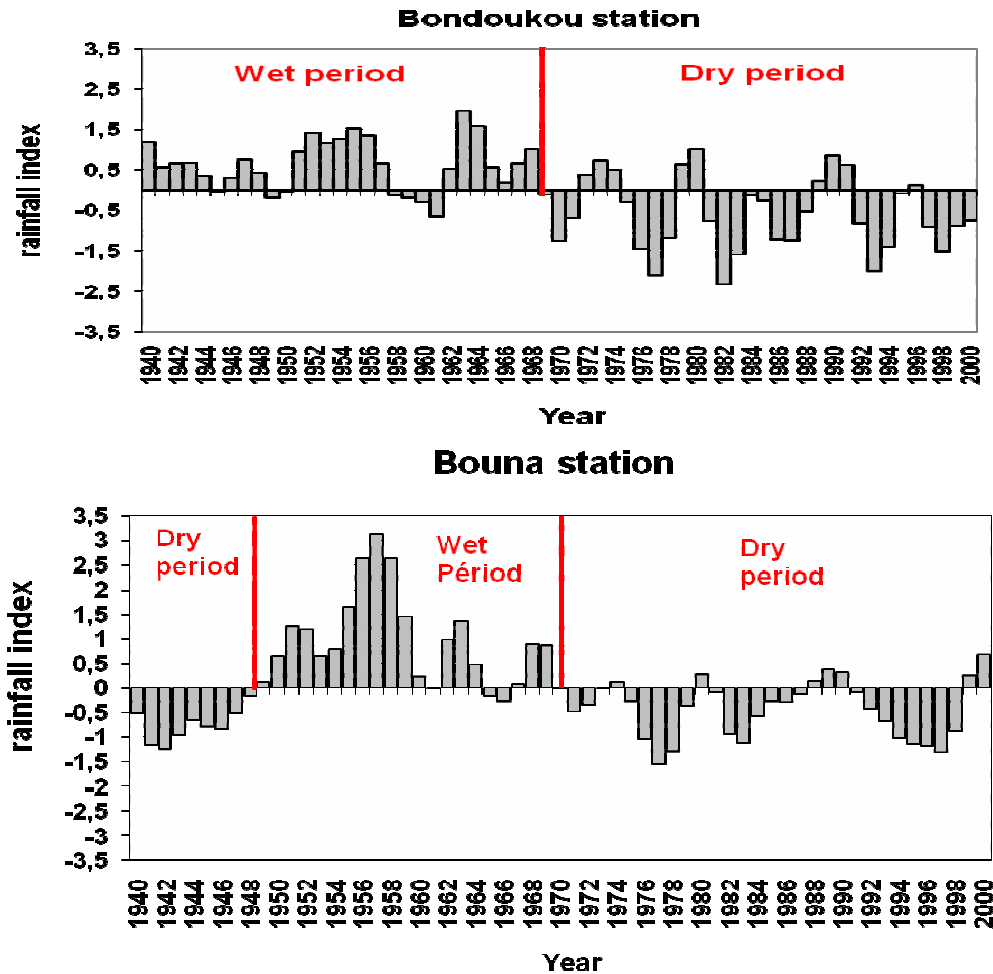 Bondoukou station
3,5
2,5
1,5
0,5
-0,5
-1,5
-2,5
-3,5
rainfall index
Wet period
Dry period
1940 1942 1944 1946 1948 1950 1952 1954 1956 1958 1960 1962 1964 1966 1968 1970 1972 1974 1976 1978 1980 1982 1984 1986 1988 1990 1992 1994 1996 1998 2000
Year
Bouna station
3,5
3
2,5
2
1,5
1
0,5
0
-0,5
-1
-1,5
-2
-2,5
-3
-3,5
rainfall index
Dry
period
Wet
Périod
Dry
period
1940 1942 1944 1946 1948 1950 1952 1954 1956 1958 1960 1962 1964 1966 1968 1970 1972 1974 1976 1978 1980 1982 1984 1986 1988 1990 1992 1994 1996 1998 2000
Year